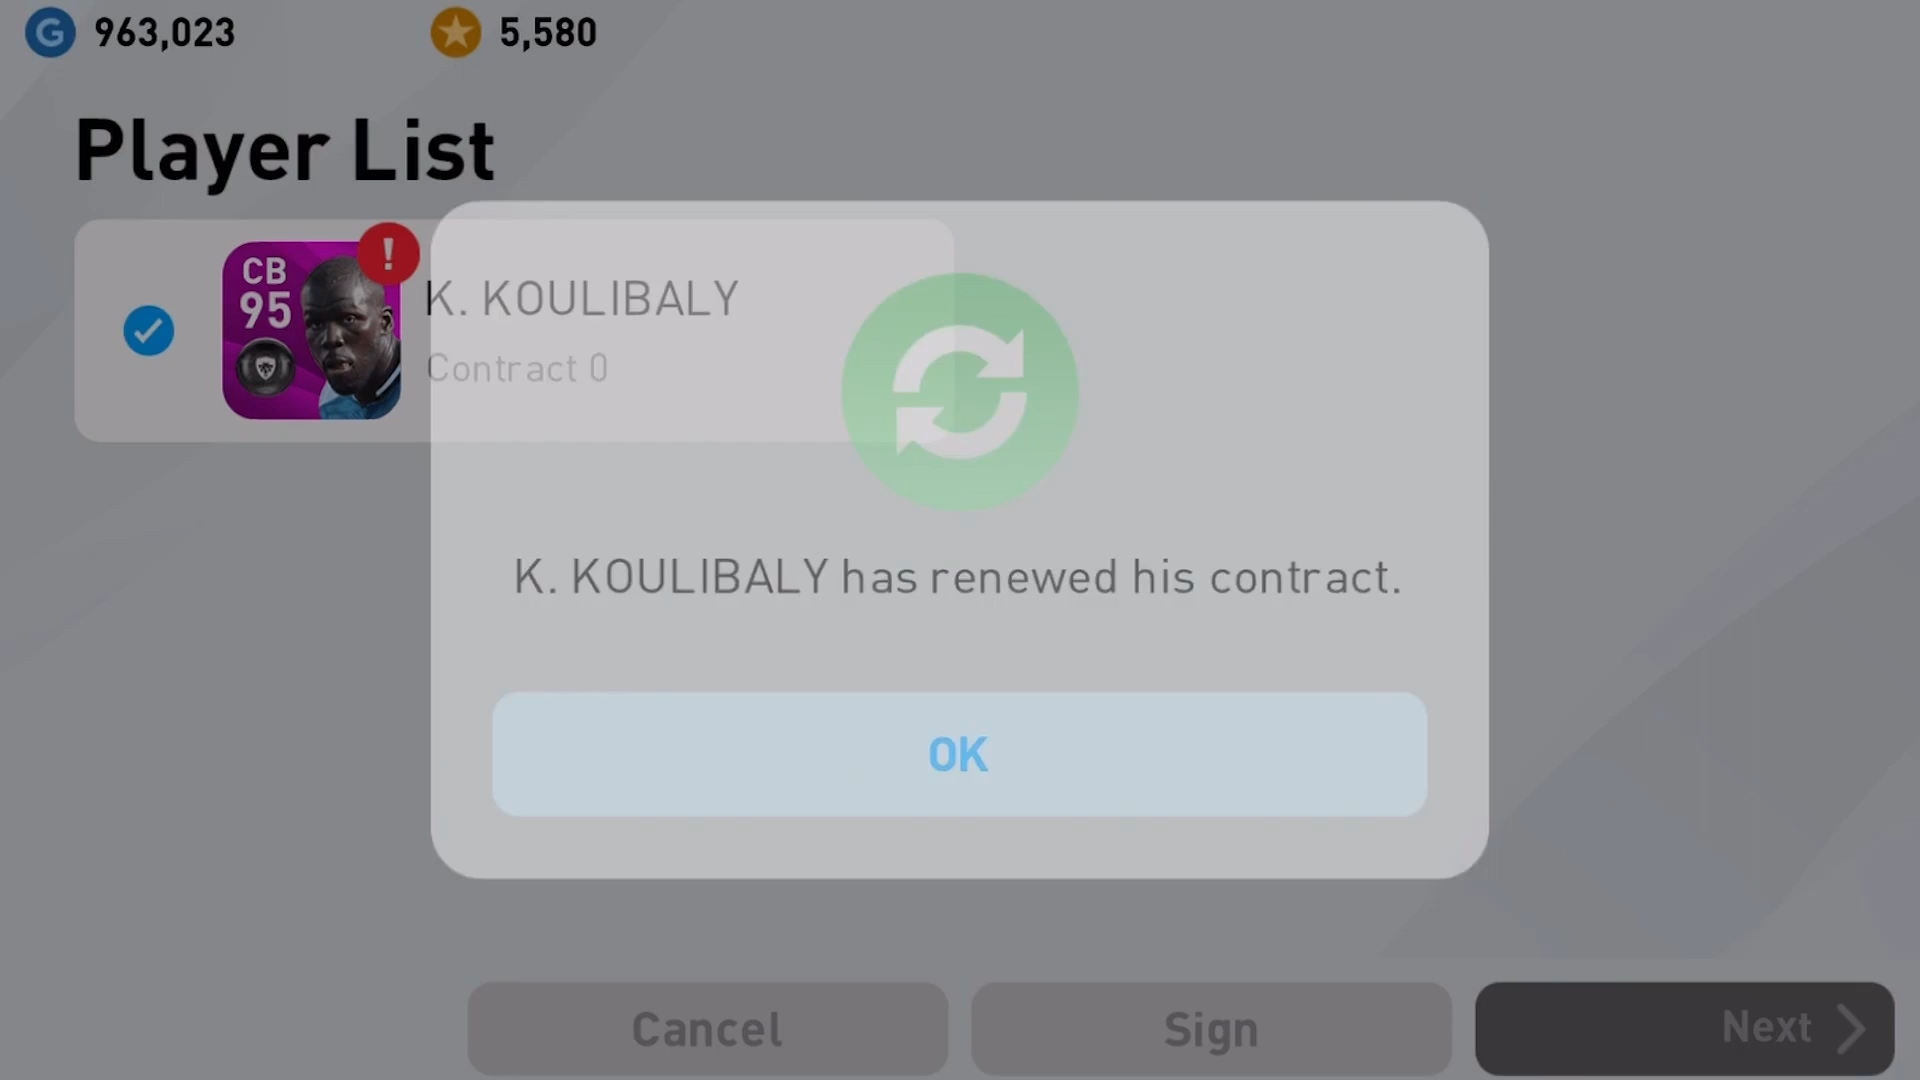 G 963,023 5,580
Player List
CB
95
!
K. KOULIBALY
Contract 0
K. KOULIBALY has renewed his contract.
OK
Cancel Sign Next